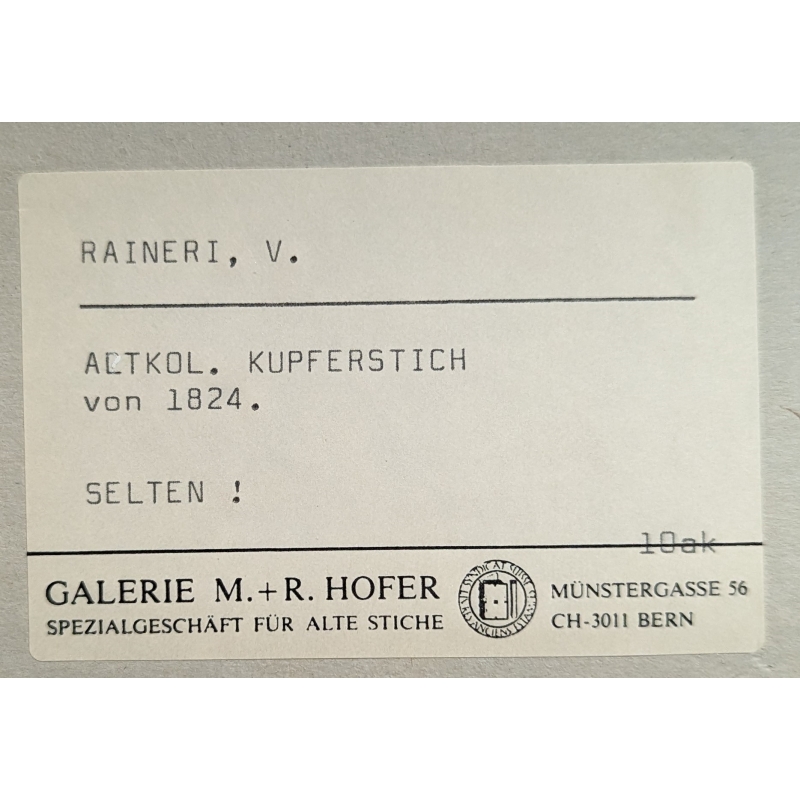 RAINERI, V.
ALTKOL. KUPFERSTICH
von 1824.
SELTEN !
10ak
GALERIE M.+R. HOFER
SPEZIALGESCHÄFT FÜR ALTE STICHE
MÜNSTERGASSE 56
CH-3011 BERN